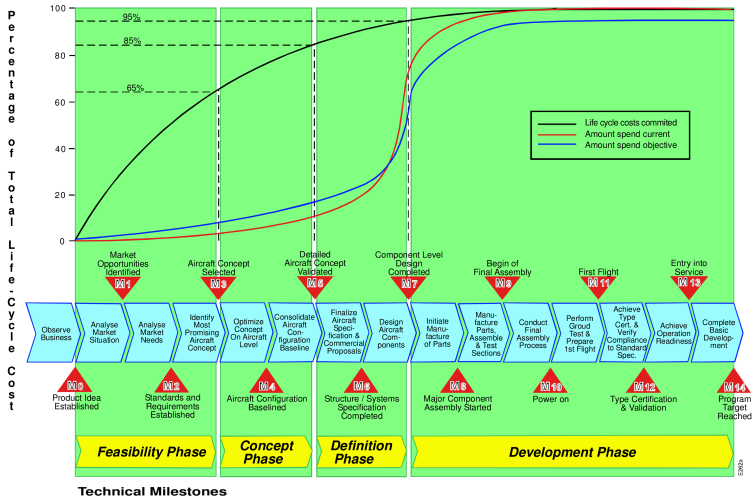 Percentage of Total Life-Cycle Cost
100
95%
85%
80
65%
60
40
20
0
Life cycle costs commited
Amount spend current
Amount spend objective
Market
Opportunities
Identified
M1
Aircraft Concept
Selected
M3
Detailed
Aircraft Concept
Validated
M5
Component Level
Design
Completed
M7
Begin of
Final Assembly
M9
First Flight
M11
Entry into
Service
M13
Observe
Business
Analyse
Market
Situation
Analyse
Market
Needs
Identify
Most
Promising
Aircraft
Concept
Optimize
Concept
On Aircraft
Level
Consolidate
Aircraft
Con-
figuration
Baseline
Finalize
Aircraft
Speci-
fication &
Commercial
Proposals
Design
Aircraft
Com-
ponents
Initiate
Manu-
facture
of Parts
Manu-
facture
Parts,
Assemble
& Test
Sections
Conduct
Final
Assembly
Process
Perform
Groud
Test &
Prepare
1st Flight
Achieve
Type
Cert. &
Verify
Compliance
to Standard
Spec.
Achieve
Operation
Readiness
Complete
Basic
Develop-
ment
M0
Product Idea
Established
M2
Standards and
Requirements
Established
M4
Aircraft Configuration
Baselined
M6
Structure / Systems
Specification
Completed
M8
Major Component
Assembly Started
M10
Power on
M12
Type Certification
& Validation
M14
Program
Target
Reached
Feasibility Phase
Concept
Phase
Definition
Phase
Development Phase
E262a
Technical Milestones